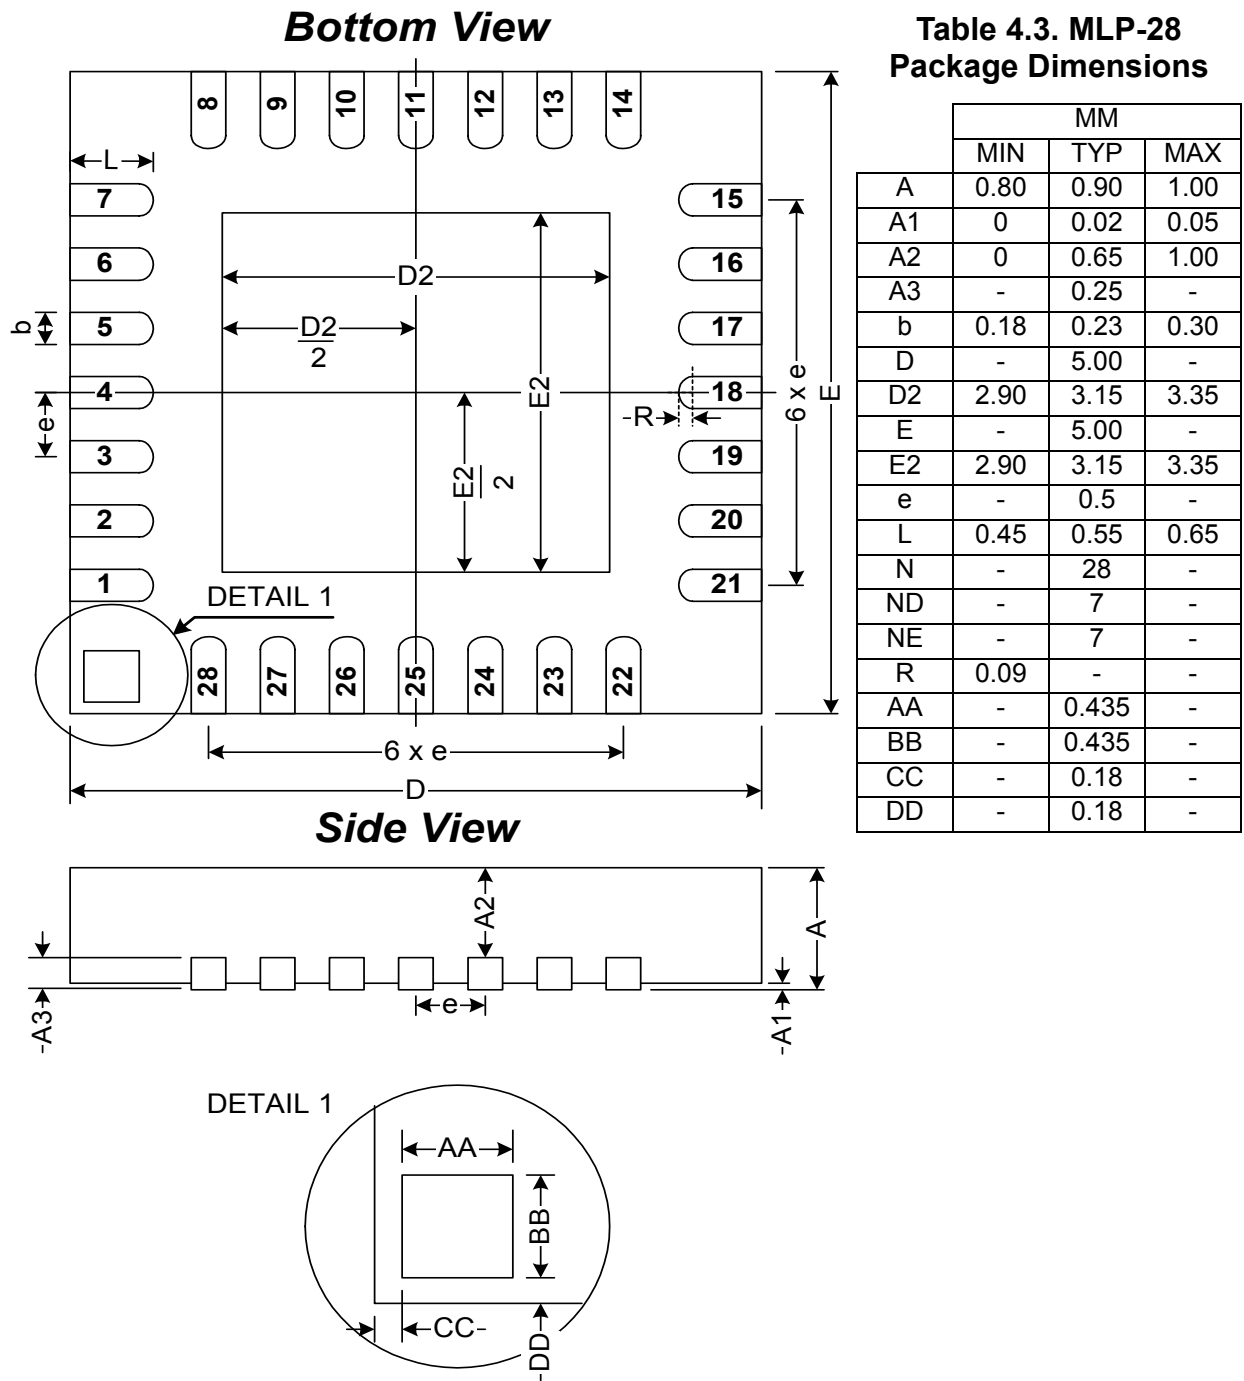 Bottom View
Table 4.3. MLP-28
Package Dimensions
MM
MIN TYP MAX
A 0.80 0.90 1.00
A1 0 0.02 0.05
A2 0 0.65 1.00
A3 - 0.25 -
b 0.18 0.23 0.30
D - 5.00 -
D2 2.90 3.15 3.35
E - 5.00 -
E2 2.90 3.15 3.35
e - 0.5 -
L 0.45 0.55 0.65
N - 28 -
ND - 7 -
NE - 7 -
R 0.09 - -
AA - 0.435 -
BB - 0.435 -
CC - 0.18 -
DD - 0.18 -
8 9 10 11 12 13 14
L
7 15
6 16
D2
5 17
b
D2
2
E2
E
4 18
6 x e
R
e
3 19
E2
2
2 20
1 21
DETAIL 1
28 27 26 25 24 23 22
6 x e
D
Side View
A2
A
e
A3
A1
DETAIL 1
AA
BB
CC
DD